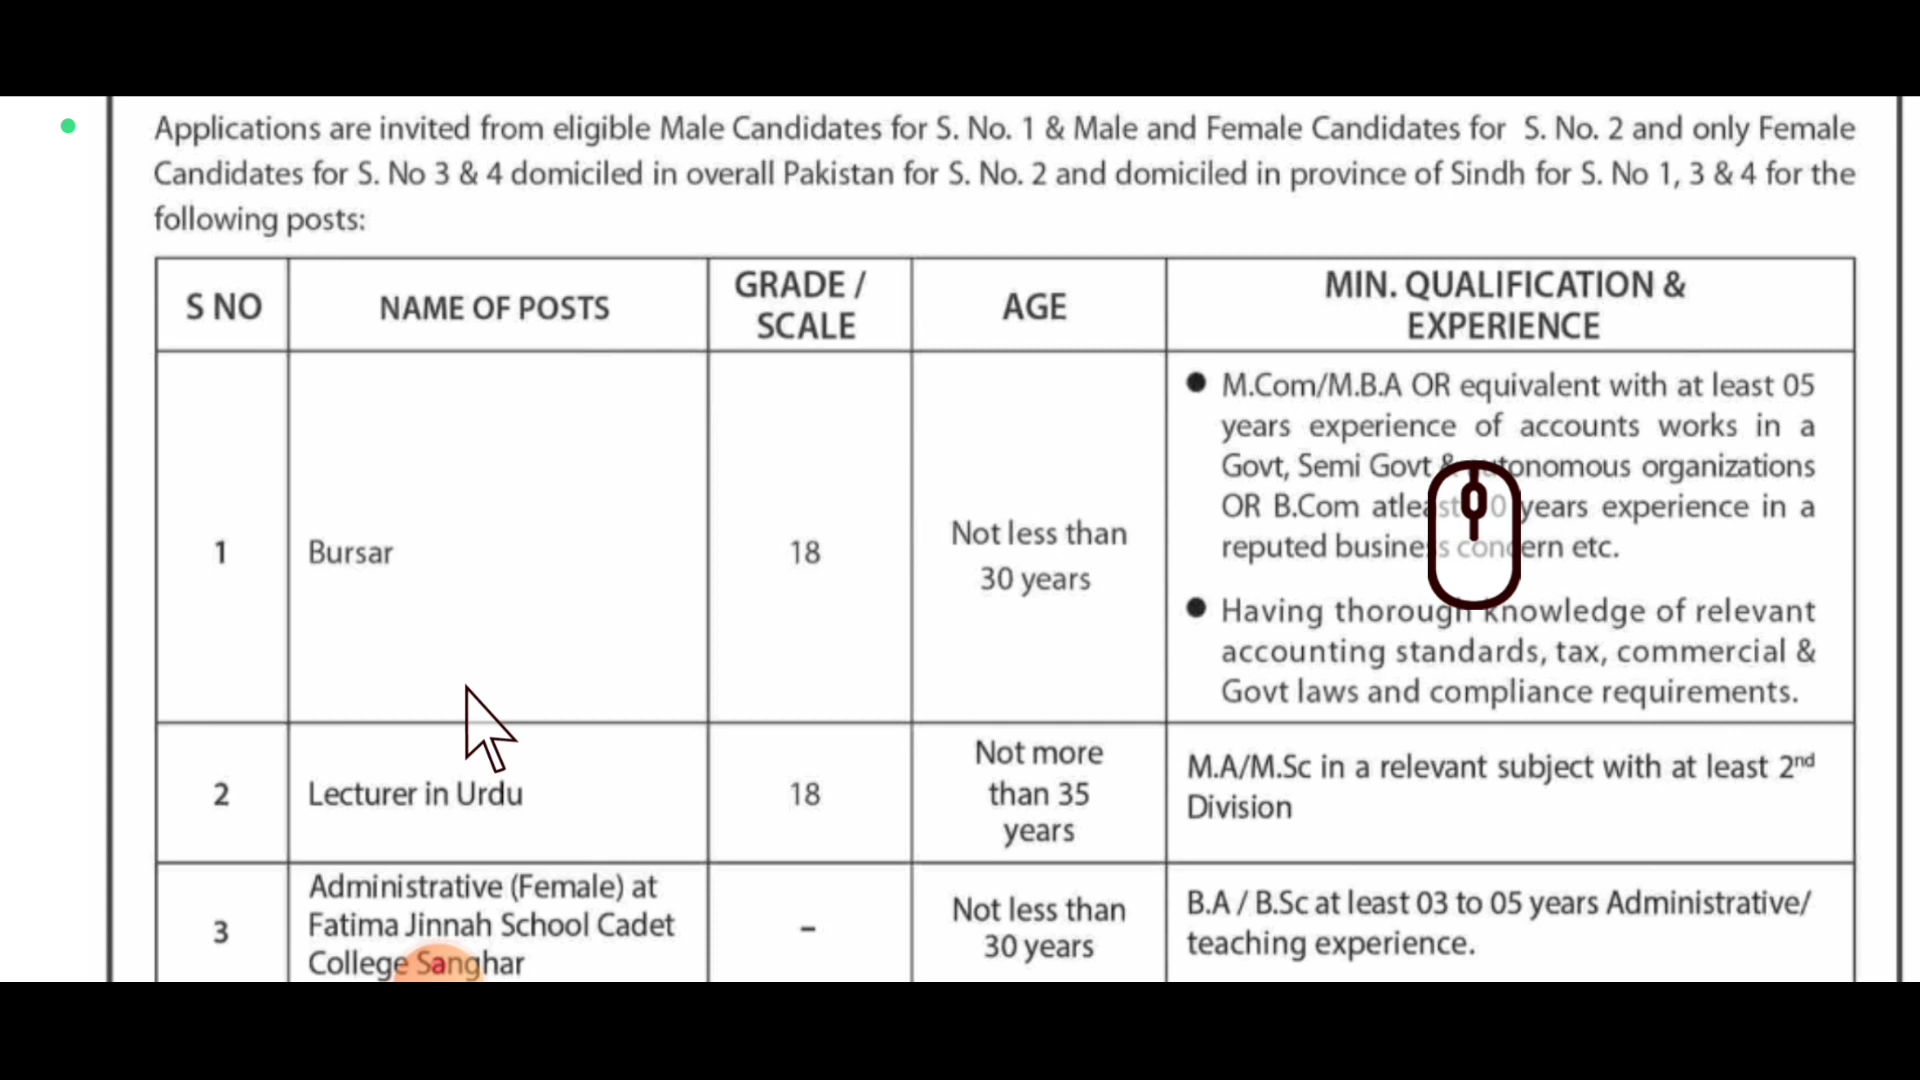 Applications are invited from eligible Male Candidates for S. No. 1 & Male and Female Candidates for S. No. 2 and only Female
Candidates for S. No 3 & 4 domiciled in overall Pakistan for S. No. 2 and domiciled in province of Sindh for S. No 1, 3 & 4 for the
following posts:
S NO
NAME OF POSTS
GRADE /
SCALE
AGE
MIN. QUALIFICATION &
EXPERIENCE
1
Bursar
18
Not less than
30 years
● M.Com/M.B.A OR equivalent with at least 05
years experience of accounts works in a
Govt, Semi Govt & autonomous organizations
OR B.Com atleast years experience in a
reputed business concern etc.
● Having thorough knowledge of relevant
accounting standards, tax, commercial &
Govt laws and compliance requirements.
2
Lecturer in Urdu
18
Not more
than 35
years
M.A/M.Sc in a relevant subject with at least 2nd
Division
3
Administrative (Female) at
Fatima Jinnah School Cadet
College Sanghar
–
Not less than
30 years
B.A / B.Sc at least 03 to 05 years Administrative/
teaching experience.